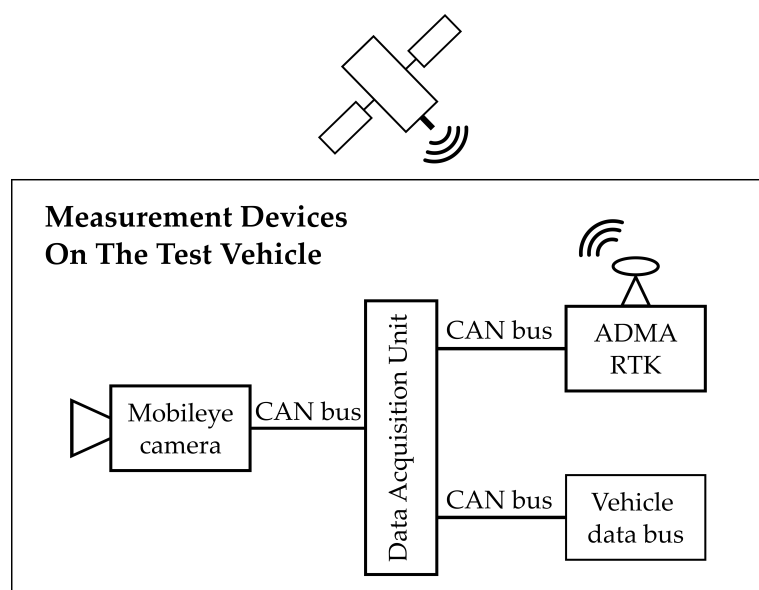 Measurement Devices
On The Test Vehicle
Mobileye
camera
CAN bus
Data Acquisition Unit
CAN bus
ADMA
RTK
CAN bus
Vehicle
data bus